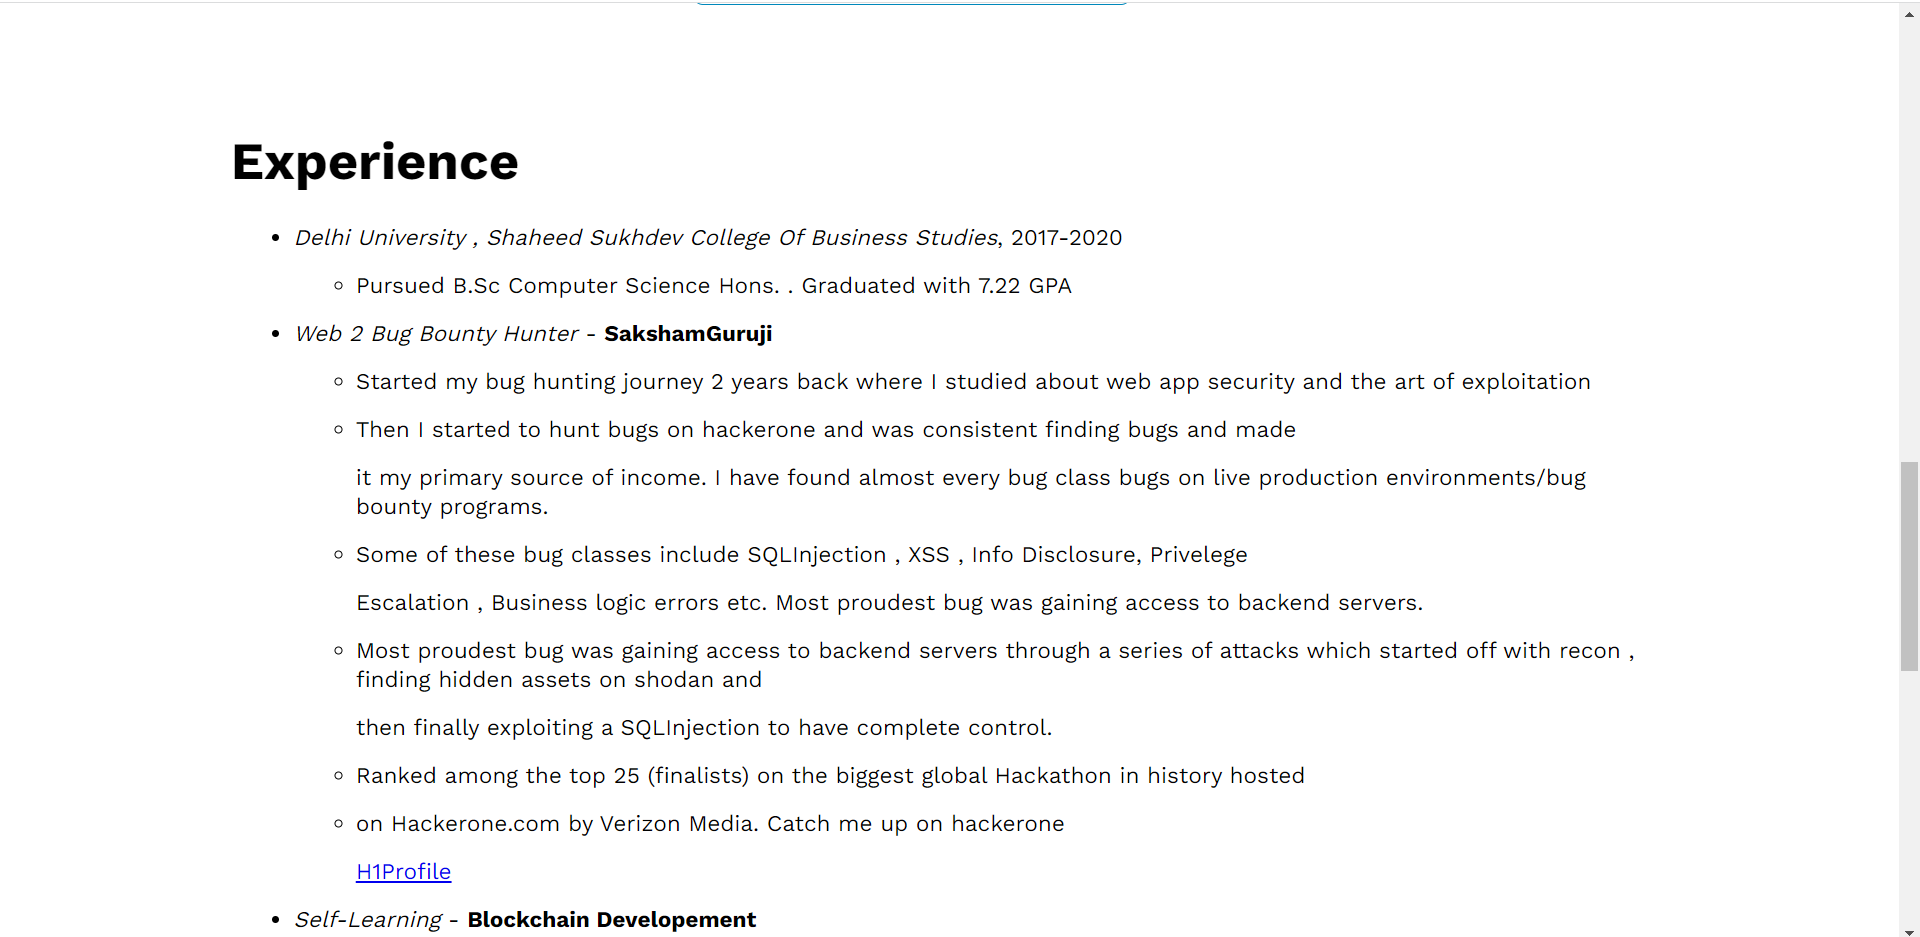 Experience
Delhi University , Shaheed Sukhdev College Of Business Studies, 2017-2020
Pursued B.Sc Computer Science Hons. . Graduated with 7.22 GPA
Web 2 Bug Bounty Hunter - SakshamGuruji
Started my bug hunting journey 2 years back where I studied about web app security and the art of exploitation
Then I started to hunt bugs on hackerone and was consistent finding bugs and made
it my primary source of income. I have found almost every bug class bugs on live production environments/bug
bounty programs.
Some of these bug classes include SQLInjection , XSS , Info Disclosure, Privelege
Escalation , Business logic errors etc. Most proudest bug was gaining access to backend servers.
Most proudest bug was gaining access to backend servers through a series of attacks which started off with recon ,
finding hidden assets on shodan and
then finally exploiting a SQLInjection to have complete control.
Ranked among the top 25 (finalists) on the biggest global Hackathon in history hosted
on Hackerone.com by Verizon Media. Catch me up on hackerone
H1Profile
Self-Learning - Blockchain Developement